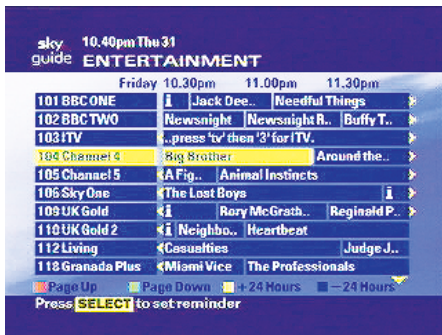 sky 10.40pm Thu 31
guide ENTERTAINMENT
Friday 10.30pm 11.00pm 11.30pm
101 BBC ONE i Jack Dee.. Needful Things
102 BBC TWO Newsnight Newsnight R.. Buffy T..
103 ITV ..press 'tv' then '3' for ITV.
104 Channel 4 Big Brother Around the..
105 Channel 5 A Fig.. Animal Instincts
106 Sky One The Lost Boys i
109 UK Gold i Rory McGrath.. Reginald P..
110 UK Gold 2 i Neighbo.. Heartbeat
112 Living Casualties Judge J..
118 Granada Plus Miami Vice The Professionals
Page Up Page Down +24 Hours -24 Hours
Press SELECT to set reminder